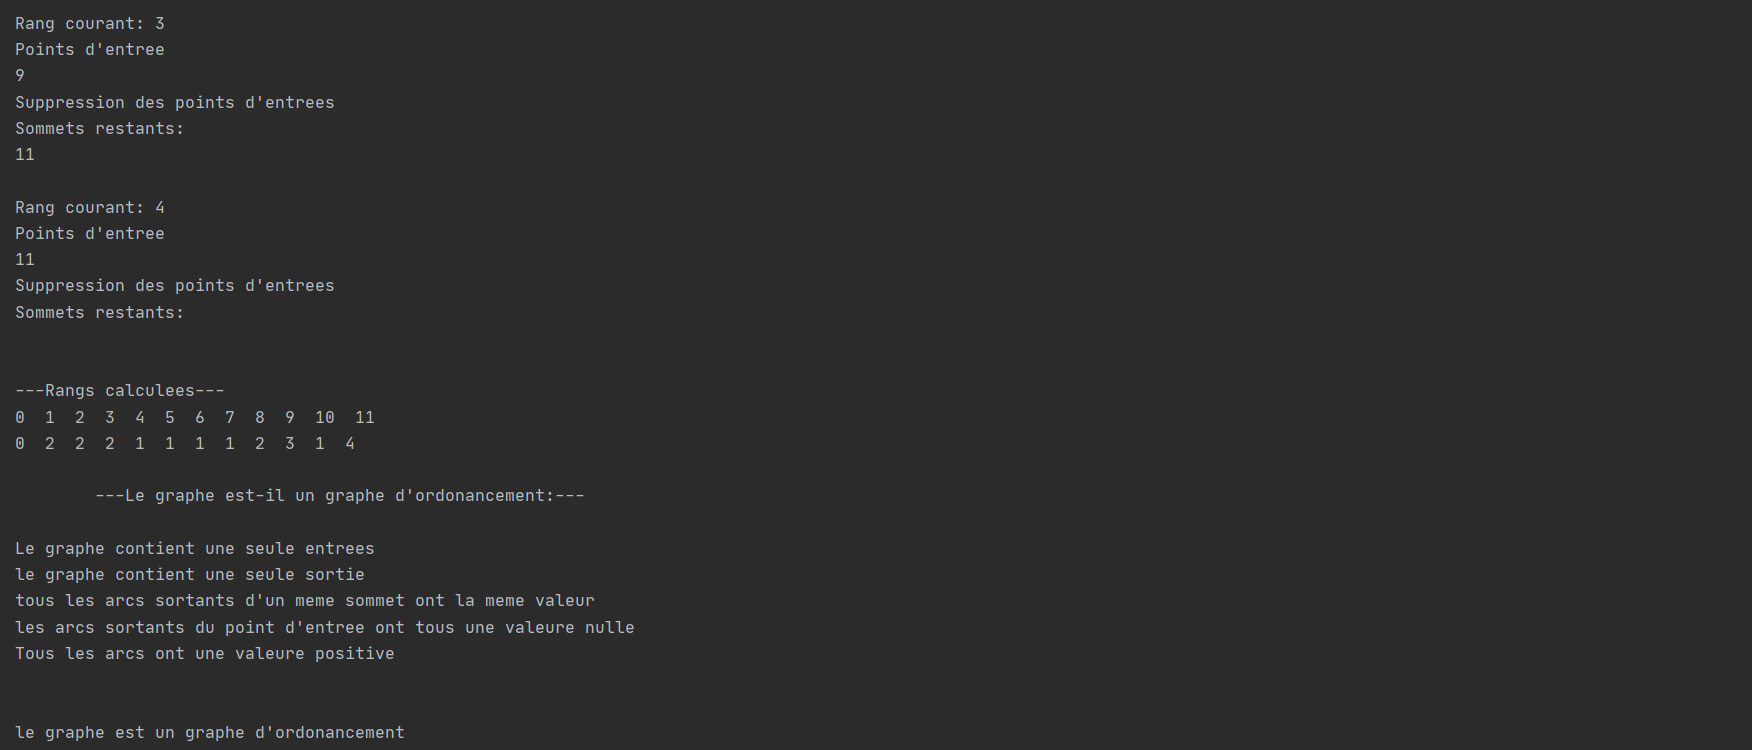 Rang courant: 3
Points d'entree
9
Suppression des points d'entrees
Sommets restants:
11
Rang courant: 4
Points d'entree
11
Suppression des points d'entrees
Sommets restants:
---Rangs calculees---
0  1  2  3  4  5  6  7  8  9  10  11
0  2  2  2  1  1  1  1  2  3  1  4
---Le graphe est-il un graphe d'ordonancement:---
Le graphe contient une seule entrees
le graphe contient une seule sortie
tous les arcs sortants d'un meme sommet ont la meme valeur
les arcs sortants du point d'entree ont tous une valeure nulle
Tous les arcs ont une valeure positive
le graphe est un graphe d'ordonancement